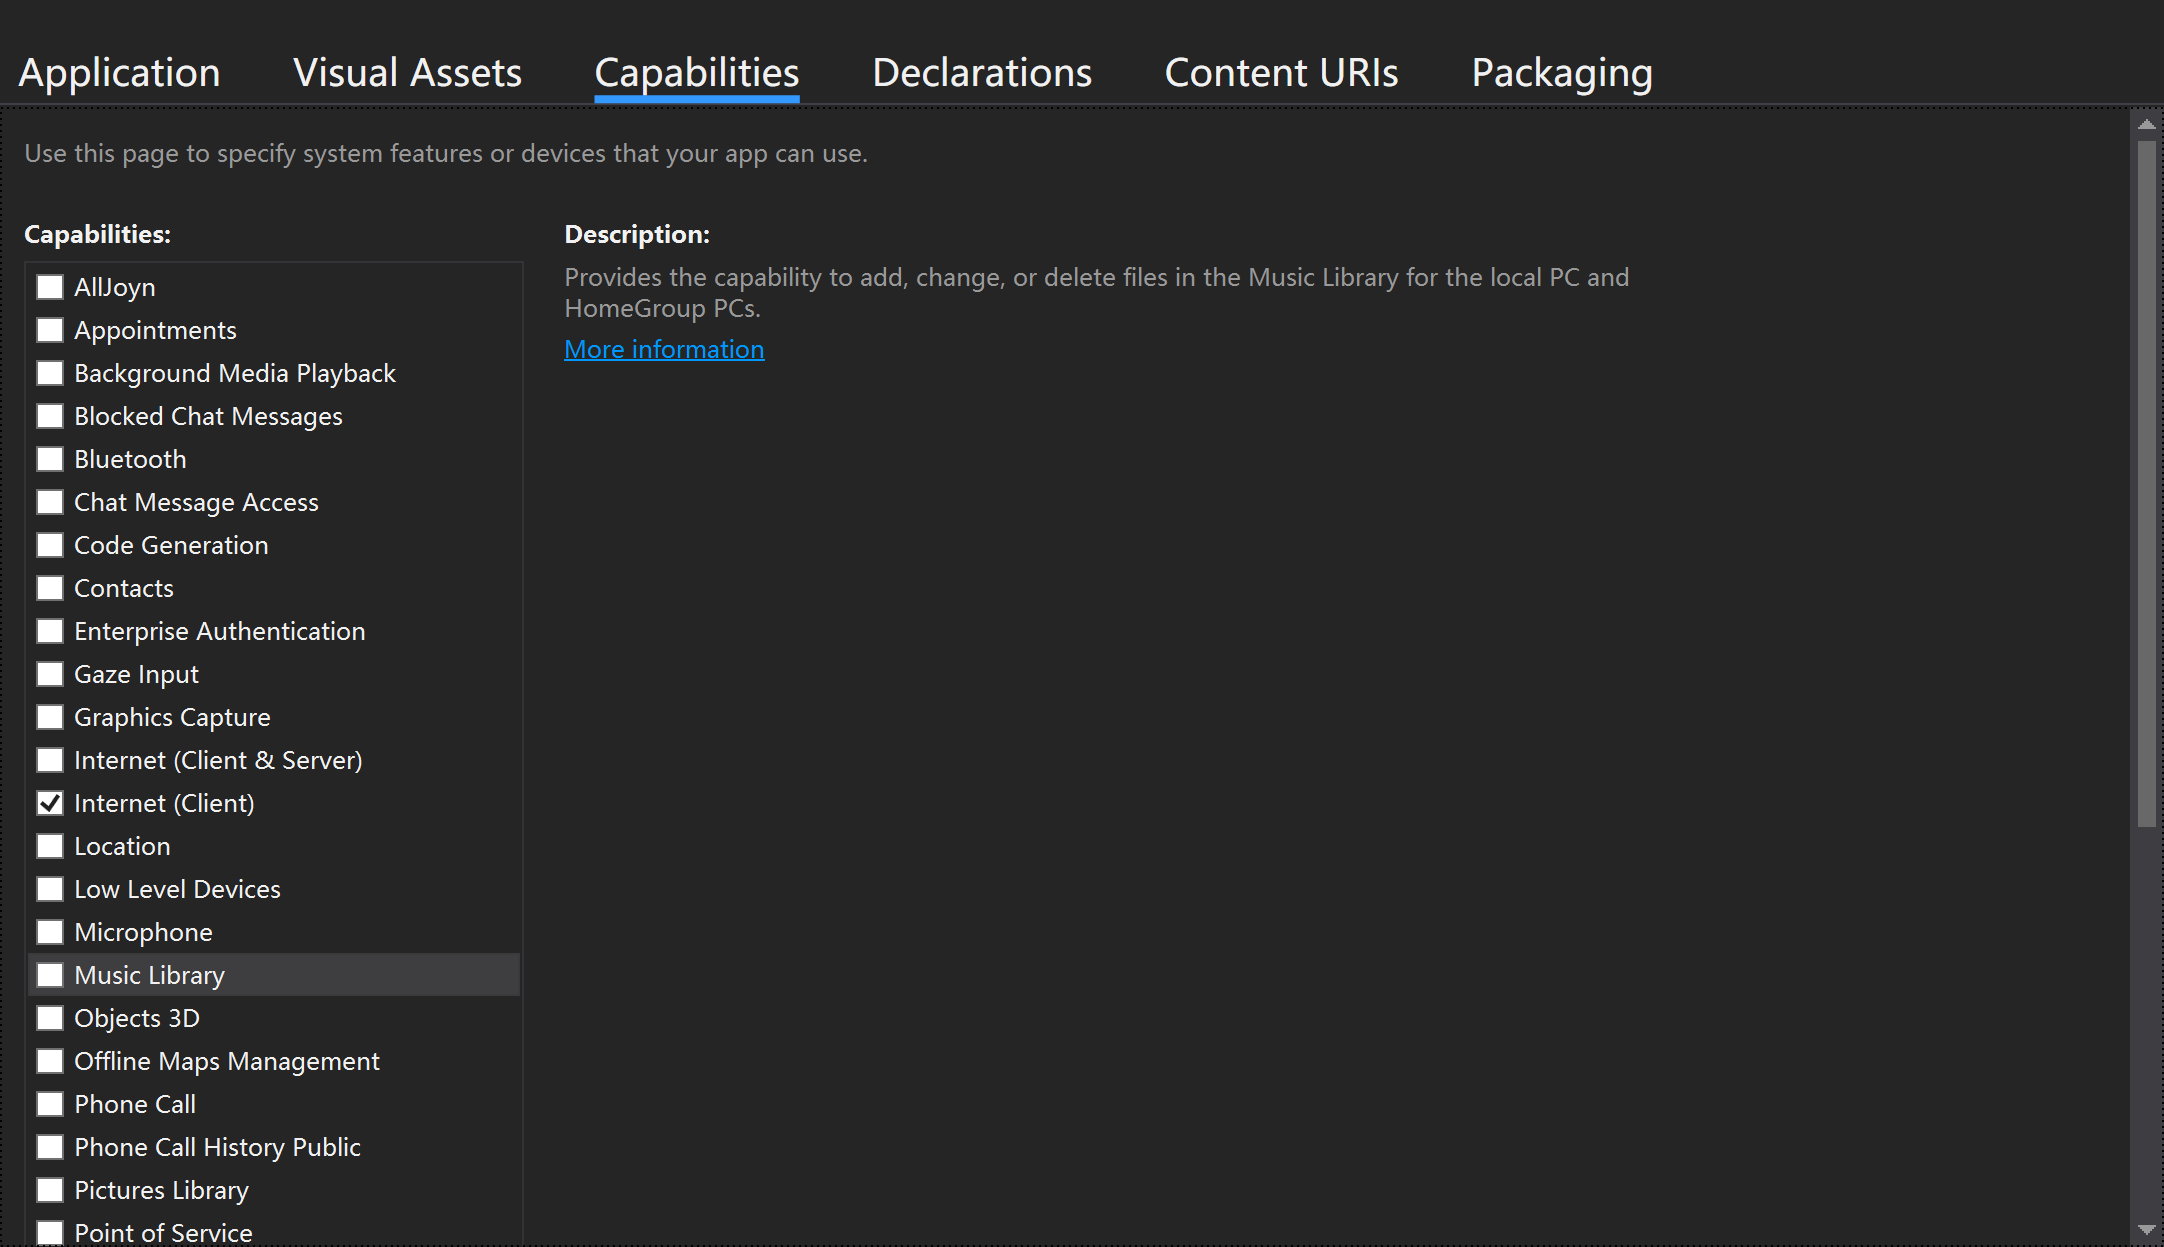 Application Visual Assets Capabilities Declarations Content URIs Packaging
Use this page to specify system features or devices that your app can use.
Capabilities:
AllJoyn
Appointments
Background Media Playback
Blocked Chat Messages
Bluetooth
Chat Message Access
Code Generation
Contacts
Enterprise Authentication
Gaze Input
Graphics Capture
Internet (Client & Server)
Internet (Client)
Location
Low Level Devices
Microphone
Music Library
Objects 3D
Offline Maps Management
Phone Call
Phone Call History Public
Pictures Library
Point of Service
Description:
Provides the capability to add, change, or delete files in the Music Library for the local PC and
HomeGroup PCs.
More information